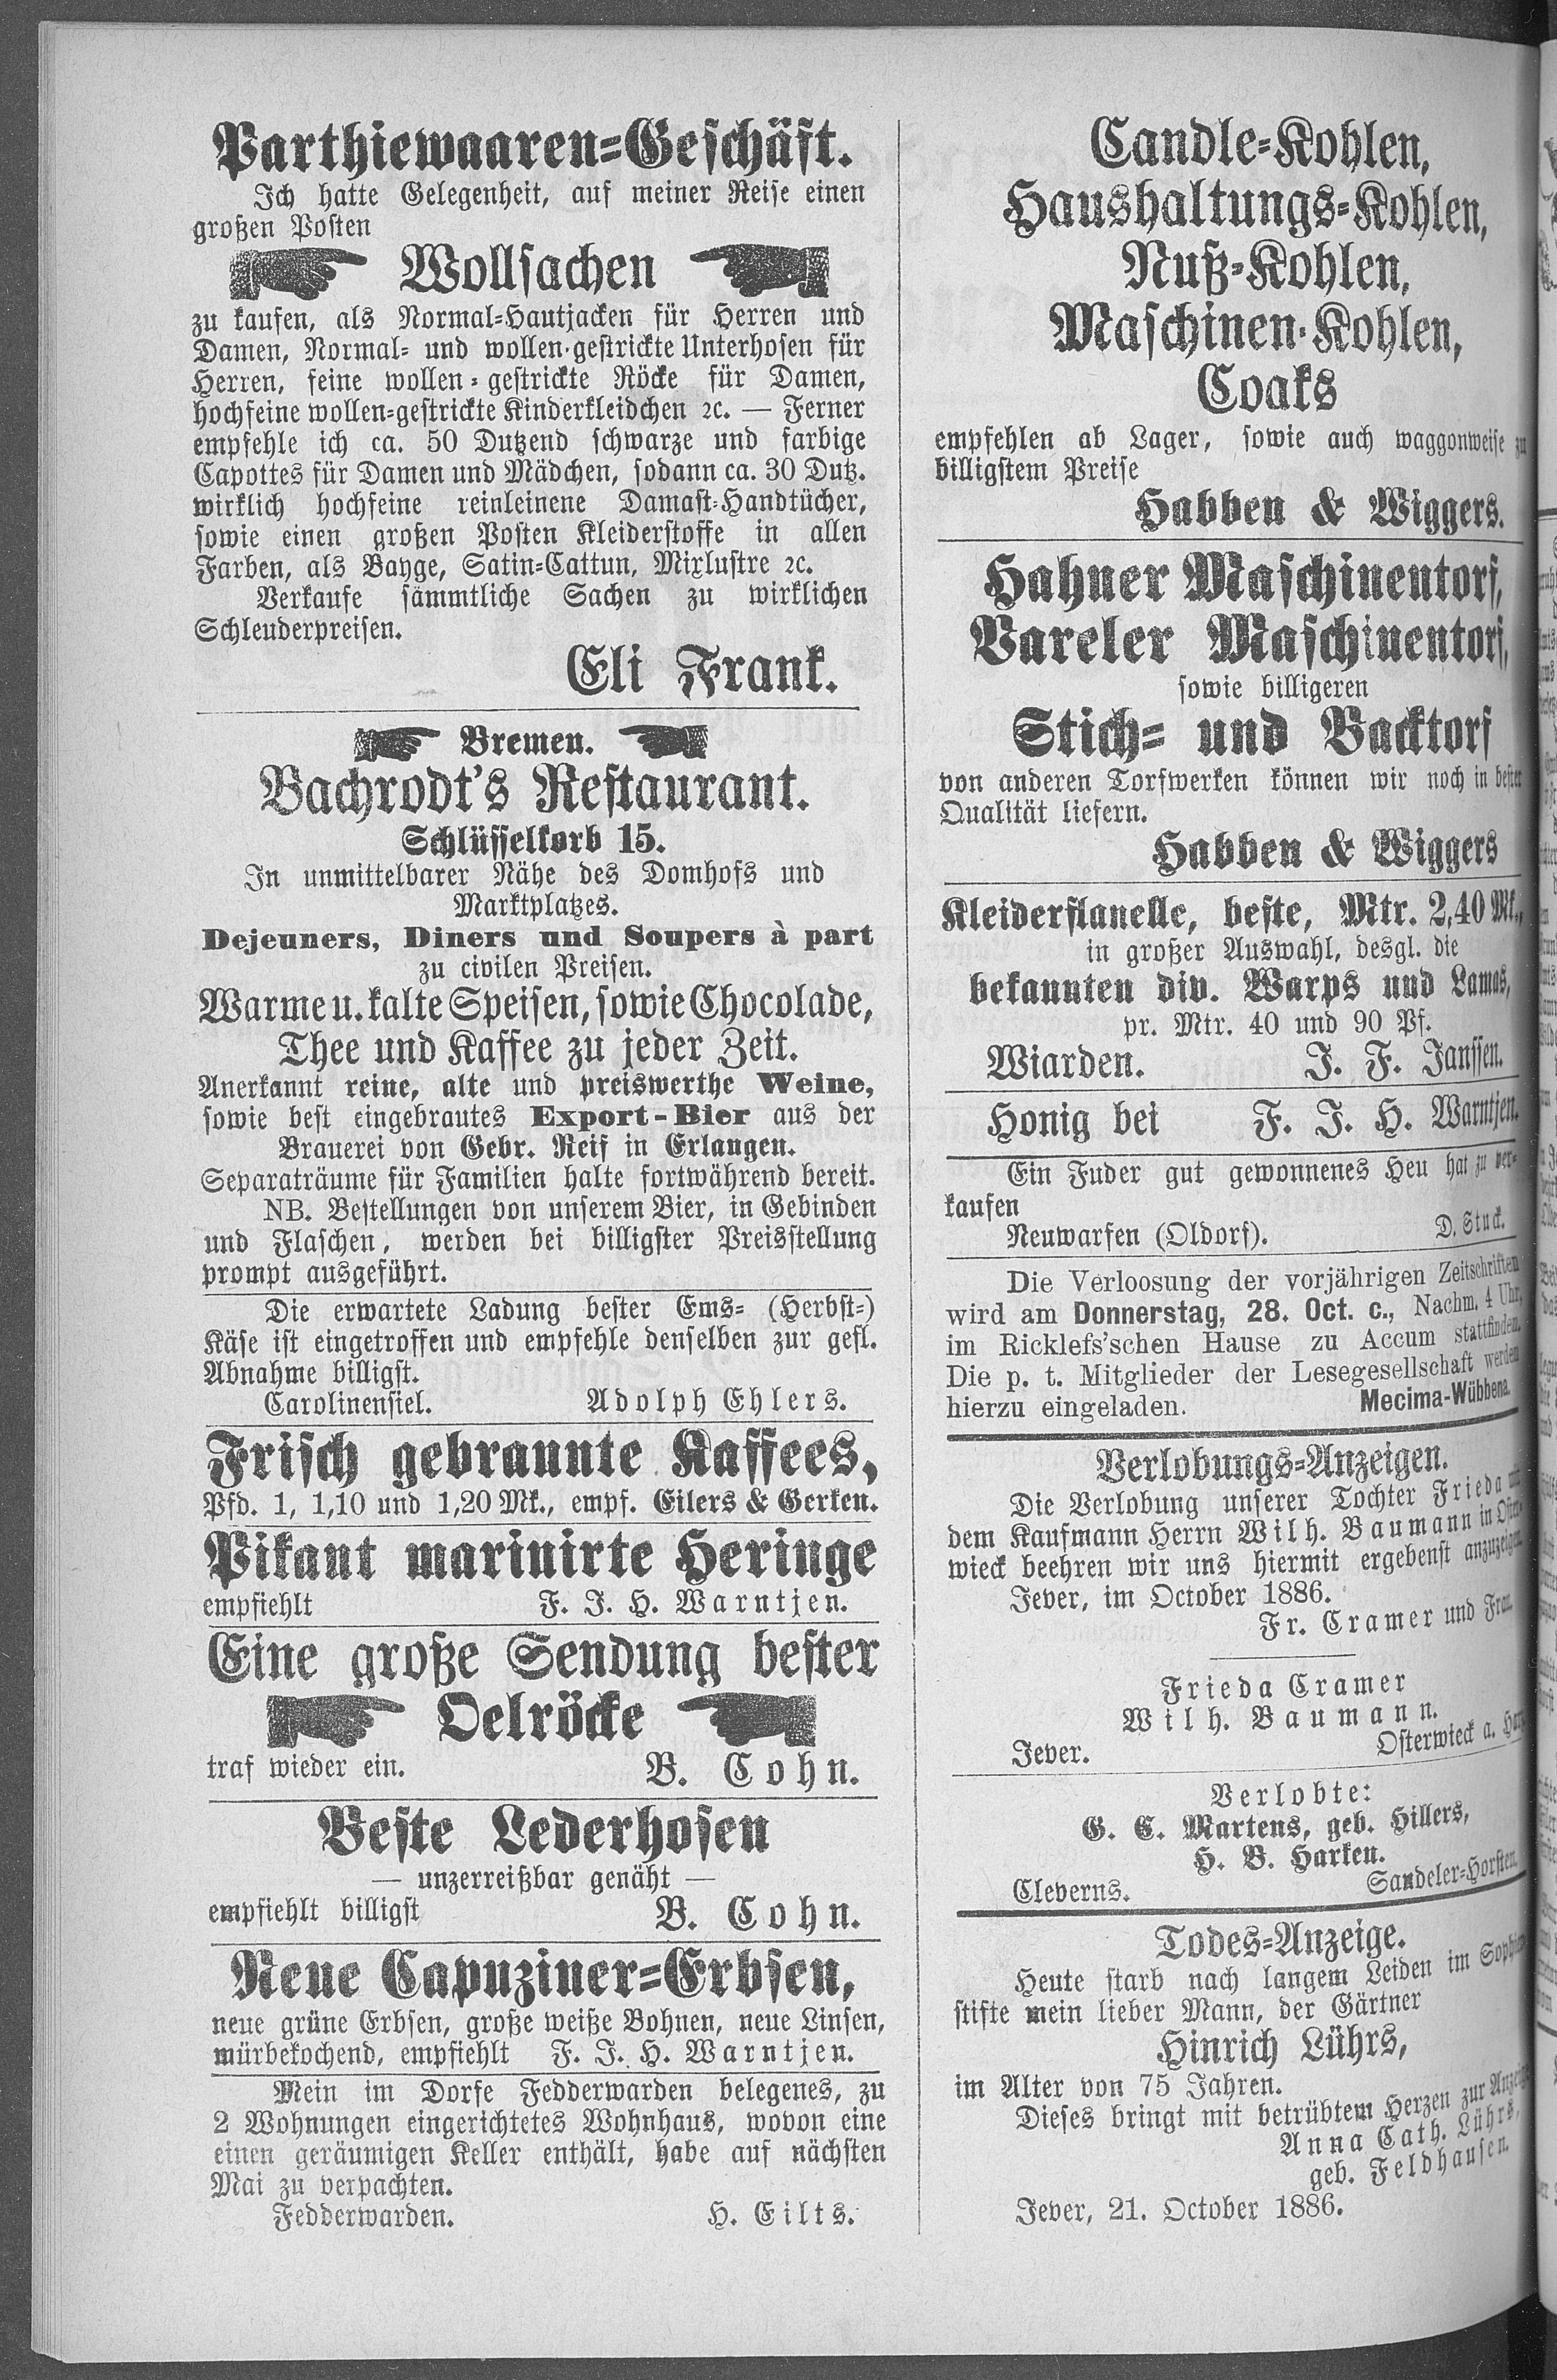 Parthiewaaren-Geschäft.
Ich hatte Gelegenheit, auf meiner Reise einen
großen Posten
Wollsachen
zu kaufen, als Normal-Hautjacken für Herren und
Damen, Normal- und wollen-gestrickte Unterhosen für
Herren, feine wollen-gestrickte Röcke für Damen,
hochfeine wollen-gestrickte Kinderkleidchen ꝛc. — Ferner
empfehle ich ca. 50 Dutzend schwarze und farbige
Capottes für Damen und Mädchen, sodann ca. 30 Dutz.
wirklich hochfeine reinleinene Damast-Handtücher,
sowie einen großen Posten Kleiderstoffe in allen
Farben, als Bayge, Satin-Cattun, Mixlustre ꝛc.
Verkaufe sämmtliche Sachen zu wirklichen
Schleuderpreisen.
Eli Frank.
Bremen.
Bachrodt's Restaurant.
Schlüsselkorb 15.
In unmittelbarer Nähe des Domhofs und
Marktplatzes.
Dejeuners, Diners und Soupers à part
zu civilen Preisen.
Warme u. kalte Speisen, sowie Chocolade,
Thee und Kaffee zu jeder Zeit.
Anerkannt reine, alte und preiswerthe Weine,
sowie best eingebrautes Export-Bier aus der
Brauerei von Gebr. Reif in Erlangen.
Separaträume für Familien halte fortwährend bereit.
NB. Bestellungen von unserem Bier, in Gebinden
und Flaschen, werden bei billigster Preisstellung
prompt ausgeführt.
Die erwartete Ladung bester Ems- (Herbst-)
Käse ist eingetroffen und empfehle denselben zur gefl.
Abnahme billigst.
Carolinensiel. Adolph Ehlers.
Frisch gebrannte Kaffees,
Pfd. 1, 1,10 und 1,20 Mk., empf. Eilers & Gerken.
Pikant marinirte Heringe
empfiehlt F. J. H. Warntjen.
Eine große Sendung bester
Oelröcke
traf wieder ein. B. Cohn.
Beste Lederhosen
— unzerreißbar genäht —
empfiehlt billigst B. Cohn.
Neue Capuziner-Erbsen,
neue grüne Erbsen, große weiße Bohnen, neue Linsen,
mürbekochend, empfiehlt F. J. H. Warntjen.
Mein im Dorfe Fedderwarden belegenes, zu
2 Wohnungen eingerichtetes Wohnhaus, wovon eine
einen geräumigen Keller enthält, habe auf nächsten
Mai zu verpachten.
Fedderwarden. H. Eilts.
Candle-Kohlen,
Haushaltungs-Kohlen,
Nuß-Kohlen,
Maschinen-Kohlen,
Coaks
empfehlen ab Lager, sowie auch waggonweise zu
billigstem Preise
Habben & Wiggers.
Hahner Maschinentorf,
Vareler Maschinentorf,
sowie billigeren
Stich- und Backtorf
von anderen Torfwerken können wir noch in bester
Qualität liefern.
Habben & Wiggers
Kleiderflanelle, beste, Mtr. 2,40 Mk.,
in großer Auswahl, desgl. die
bekannten div. Warps und Lamas,
pr. Mtr. 40 und 90 Pf.
Wiarden. J. F. Janssen.
Honig bei F. J. H. Warntjen.
Ein Fuder gut gewonnenes Heu hat zu ver-
kaufen
Neuwarfen (Oldorf). D. Stuck.
Die Verloosung der vorjährigen Zeitschriften
wird am Donnerstag, 28. Oct. c., Nachm. 4 Uhr,
im Ricklefs'schen Hause zu Accum stattfinden.
Die p. t. Mitglieder der Lesegesellschaft werden
hierzu eingeladen. Mecima-Wübbena.
Verlobungs-Anzeigen.
Die Verlobung unserer Tochter Frieda mit
dem Kaufmann Herrn Wilh. Baumann in Oster-
wieck beehren wir uns hiermit ergebenst anzuzeigen.
Jever, im October 1886.
Fr. Cramer und Frau.
Frieda Cramer
Wilh. Baumann.
Jever. Osterwieck a. Harz
Verlobte:
G. C. Martens, geb. Hillers,
H. B. Harken.
Cleverns. Sandeler-Horsten.
Todes-Anzeige.
Heute starb nach langem Leiden im Sophien-
stifte mein lieber Mann, der Gärtner
Hinrich Lührs,
im Alter von 75 Jahren.
Dieses bringt mit betrübtem Herzen zur Anzeige
Anna Cath. Lührs,
geb. Feldhausen.
Jever, 21. October 1886.